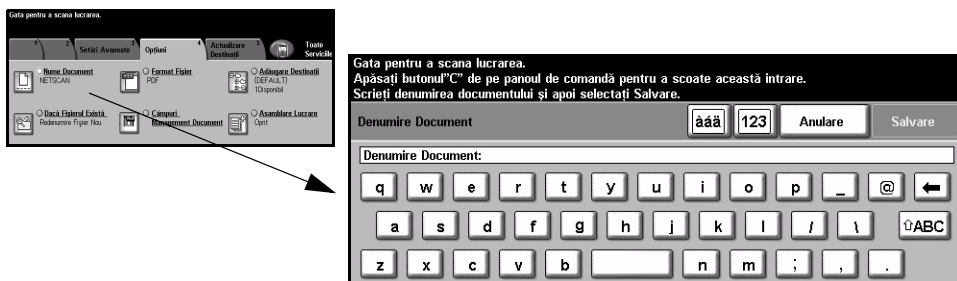 Gata pentru a scana lucrarea.
1 2 Setări Avansate 3 Opţiuni 4 Actualizare Destinaţii 5 Toate Serviciile
Nume Document
NETSCAN
Format Fişier
PDF
Adăugare Destinaţii
(DEFAULT)
1Disponibil
Dacă Fişierul Există
Redenumire Fişier Nou
Câmpuri
Management Document
Asamblare Lucrare
Oprit
Gata pentru a scana lucrarea.
Apăsaţi butonul"C" de pe panoul de comandă pentru a scoate această intrare.
Scrieţi denumirea documentului şi apoi selectaţi Salvare.
Denumire Document àáä 123 Anulare Salvare
Denumire Document:
q w e r t y u i o p _ @
a s d f g h j k l / \ ⇧ABC
z x c v b n m ; , .